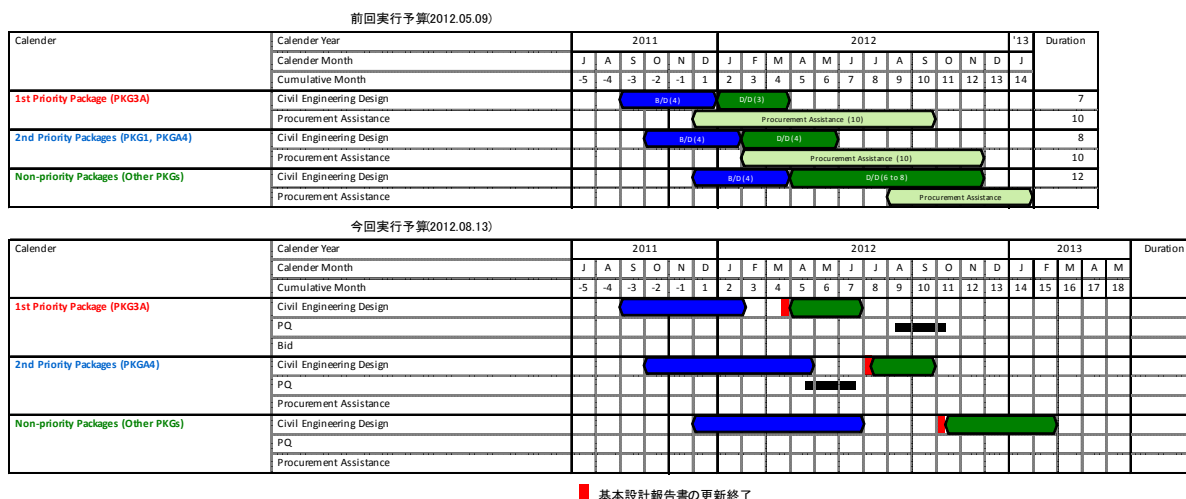 前回実行予算(2012.05.09)
Calender Calender Year 2011 2012 '13 Duration
Calender Month J A S O N D J F M A M J J A S O N D J
Cumulative Month -5 -4 -3 -2 -1 1 2 3 4 5 6 7 8 9 10 11 12 13 14
1st Priority Package (PKG3A) Civil Engineering Design B/D(4) D/D(3) 7
Procurement Assistance Procurement Assistance (10) 10
2nd Priority Packages (PKG1, PKGA4) Civil Engineering Design B/D(4) D/D(4) 8
Procurement Assistance Procurement Assistance (10) 10
Non-priority Packages (Other PKGs) Civil Engineering Design B/D(4) D/D(6 to 8) 12
Procurement Assistance Procurement Assistance
今回実行予算(2012.08.13)
Calender Calender Year 2011 2012 2013 Duration
Calender Month J A S O N D J F M A M J J A S O N D J F M A M
Cumulative Month -5 -4 -3 -2 -1 1 2 3 4 5 6 7 8 9 10 11 12 13 14 15 16 17 18
1st Priority Package (PKG3A) Civil Engineering Design
PQ
Bid
2nd Priority Packages (PKGA4) Civil Engineering Design
PQ
Procurement Assistance
Non-priority Packages (Other PKGs) Civil Engineering Design
PQ
Procurement Assistance
基本設計報告書の更新終了